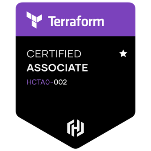 Terraform
CERTIFIED
ASSOCIATE
HCTA0-002